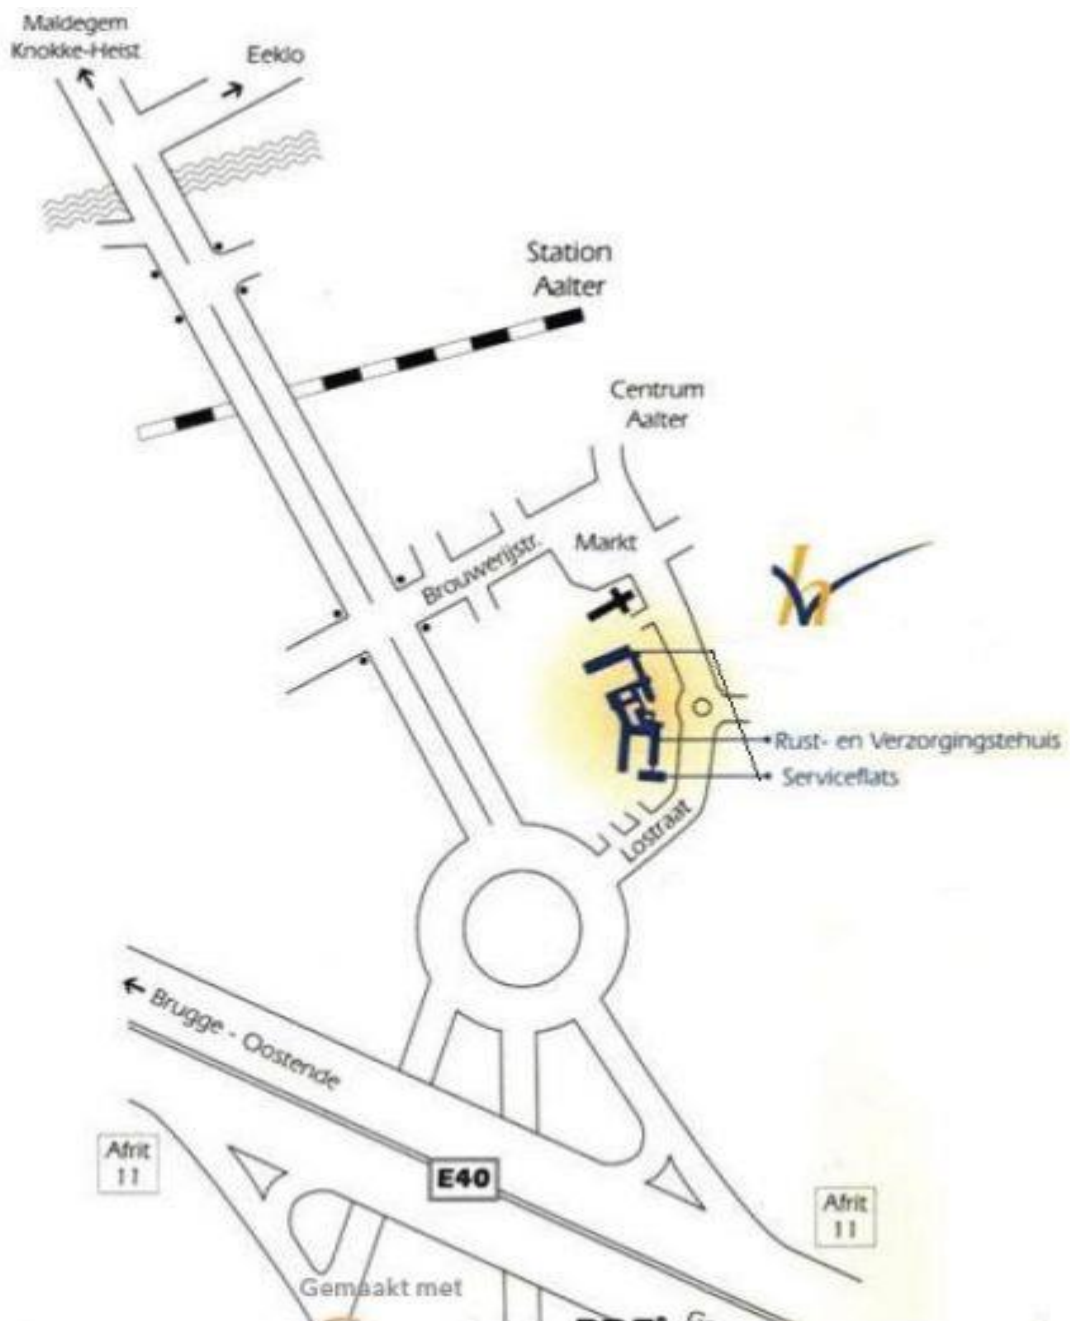 Maldegem
Knokke-Heist
Eeklo
Station
Aalter
Centrum
Aalter
Brouwerijstr.
Markt
Rust- en Verzorgingstehuis
Serviceflats
Lostraat
Brugge - Oostende
Afrit
11
E40
Afrit
11
Gemaakt met